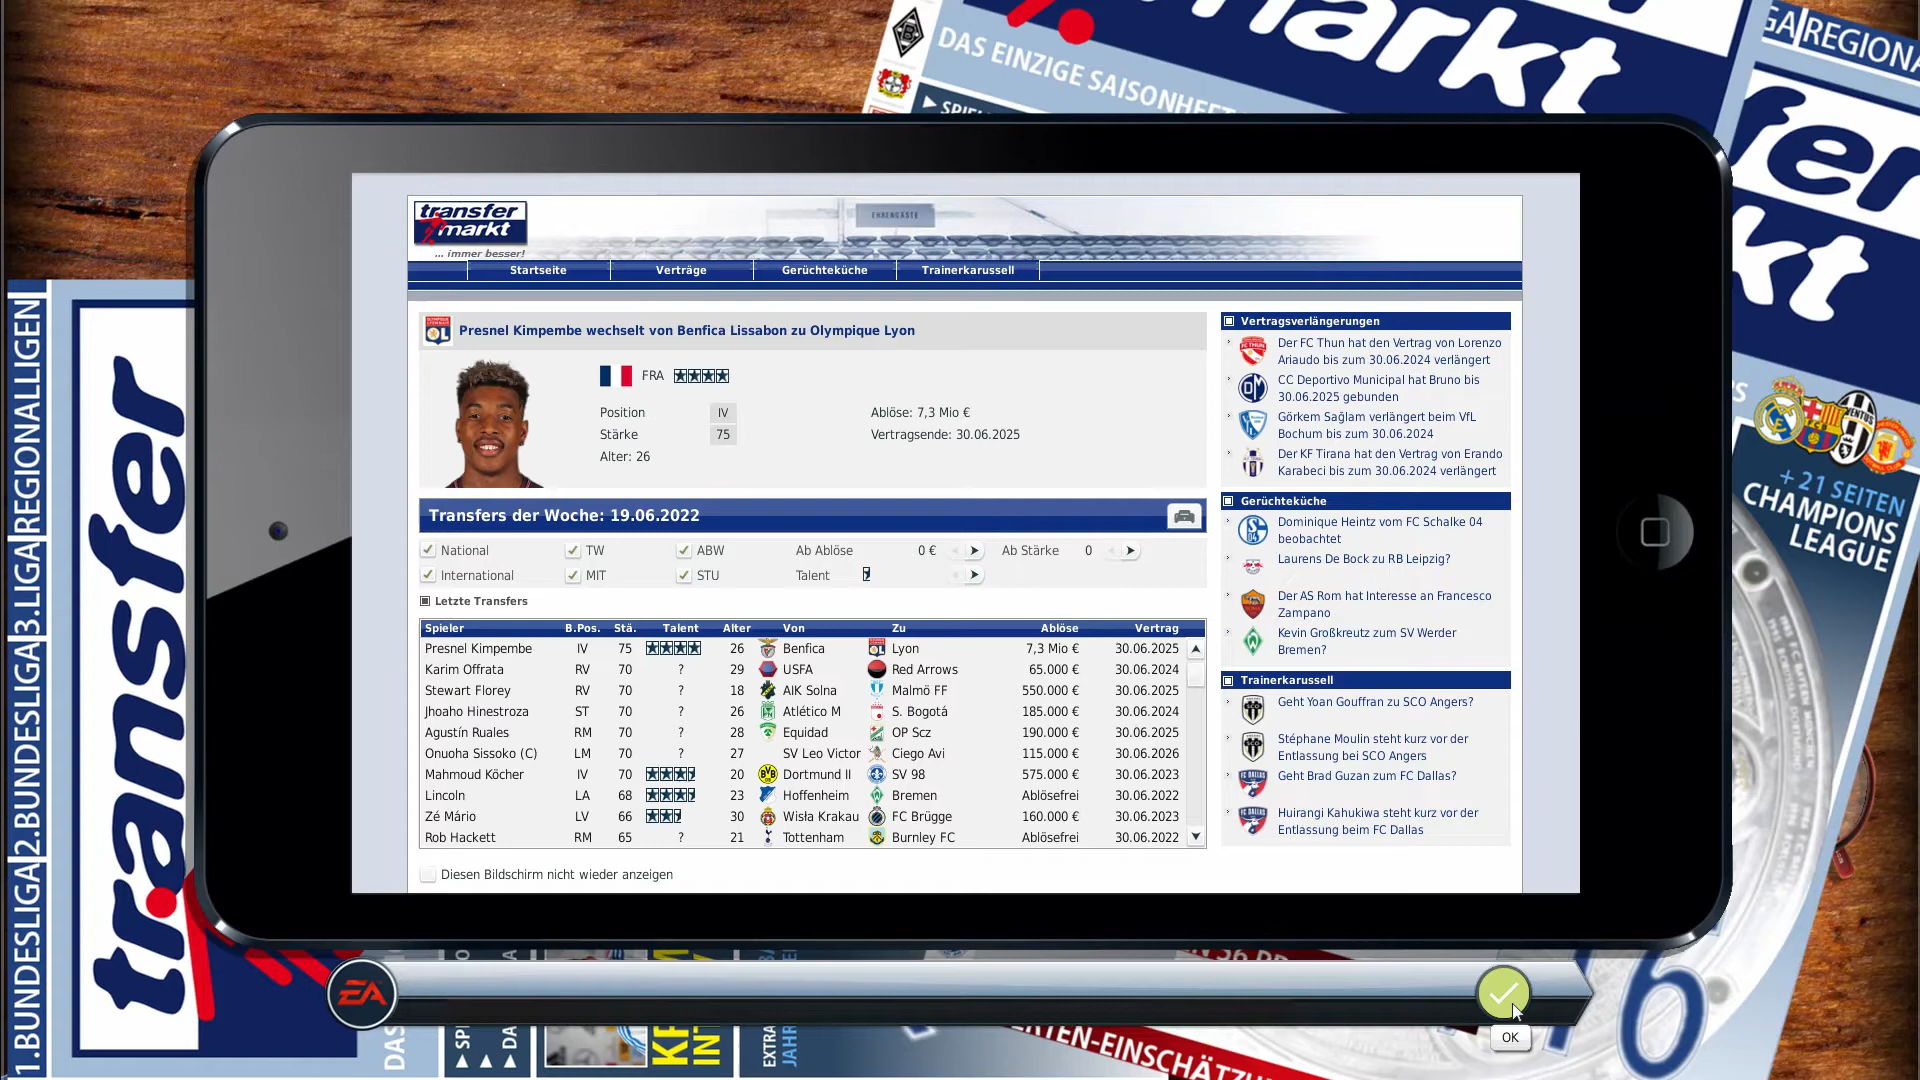 markt
DAS EINZIGE SAISONHEFT
▶ SPIEL
GA|REGIONA
fer
kt
transfer
markt
... immer besser!
EHRENGÄSTE
Startseite
Verträge
Gerüchteküche
Trainerkarussell
Presnel Kimpembe wechselt von Benfica Lissabon zu Olympique Lyon
FRA
Position IV
Stärke 75
Alter: 26
Ablöse: 7,3 Mio €
Vertragsende: 30.06.2025
Transfers der Woche: 19.06.2022
National TW ABW Ab Ablöse 0 € Ab Stärke 0
International MIT STU Talent
Letzte Transfers
Spieler B.Pos. Stä. Talent Alter Von Zu Ablöse Vertrag
Presnel Kimpembe IV 75 26 Benfica Lyon 7,3 Mio € 30.06.2025
Karim Offrata RV 70 ? 29 USFA Red Arrows 65.000 € 30.06.2024
Stewart Florey RV 70 ? 18 AIK Solna Malmö FF 550.000 € 30.06.2025
Jhoaho Hinestroza ST 70 ? 26 Atlético M S. Bogotá 185.000 € 30.06.2024
Agustín Ruales RM 70 ? 28 Equidad OP Scz 190.000 € 30.06.2025
Onuoha Sissoko (C) LM 70 ? 27 SV Leo Victor Ciego Avi 115.000 € 30.06.2026
Mahmoud Köcher IV 70 20 Dortmund II SV 98 575.000 € 30.06.2023
Lincoln LA 68 23 Hoffenheim Bremen Ablösefrei 30.06.2022
Zé Mário LV 66 30 Wisła Krakau FC Brügge 160.000 € 30.06.2023
Rob Hackett RM 65 ? 21 Tottenham Burnley FC Ablösefrei 30.06.2022
Diesen Bildschirm nicht wieder anzeigen
Vertragsverlängerungen
Der FC Thun hat den Vertrag von Lorenzo
Ariaudo bis zum 30.06.2024 verlängert
CC Deportivo Municipal hat Bruno bis
30.06.2025 gebunden
Görkem Sağlam verlängert beim VfL
Bochum bis zum 30.06.2024
Der KF Tirana hat den Vertrag von Erando
Karabeci bis zum 30.06.2024 verlängert
Gerüchteküche
Dominique Heintz vom FC Schalke 04
beobachtet
Laurens De Bock zu RB Leipzig?
Der AS Rom hat Interesse an Francesco
Zampano
Kevin Großkreutz zum SV Werder
Bremen?
Trainerkarussell
Geht Yoan Gouffran zu SCO Angers?
Stéphane Moulin steht kurz vor der
Entlassung bei SCO Angers
Geht Brad Guzan zum FC Dallas?
Huirangi Kahukiwa steht kurz vor der
Entlassung beim FC Dallas
+ 21 SEITEN
CHAMPIONS
LEAGUE
1.BUNDESLIGA|2.BUNDESLIGA|3.LIGA|REGIONALLIGEN
transfer
EA
OK
DAS
▶ SP
▶ DA
EXTRA
JAHR
RTEN-EINSCHÄTZU
16